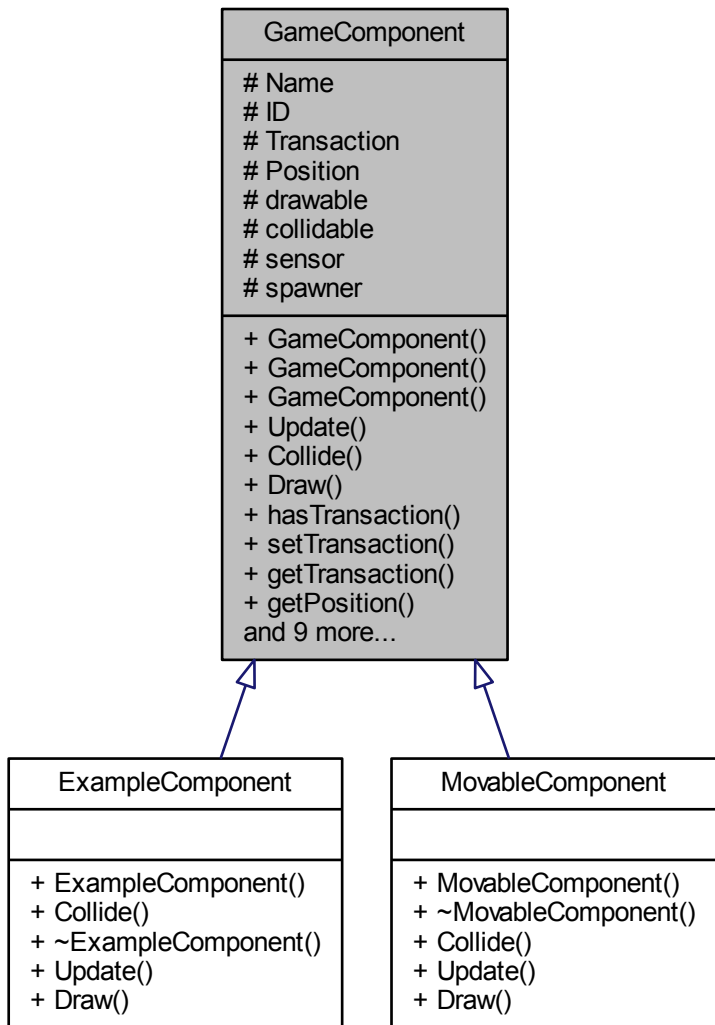 GameComponent
# Name
# ID
# Transaction
# Position
# drawable
# collidable
# sensor
# spawner
+ GameComponent()
+ GameComponent()
+ GameComponent()
+ Update()
+ Collide()
+ Draw()
+ hasTransaction()
+ setTransaction()
+ getTransaction()
+ getPosition()
and 9 more...
ExampleComponent
+ ExampleComponent()
+ Collide()
+ ~ExampleComponent()
+ Update()
+ Draw()
MovableComponent
+ MovableComponent()
+ ~MovableComponent()
+ Collide()
+ Update()
+ Draw()